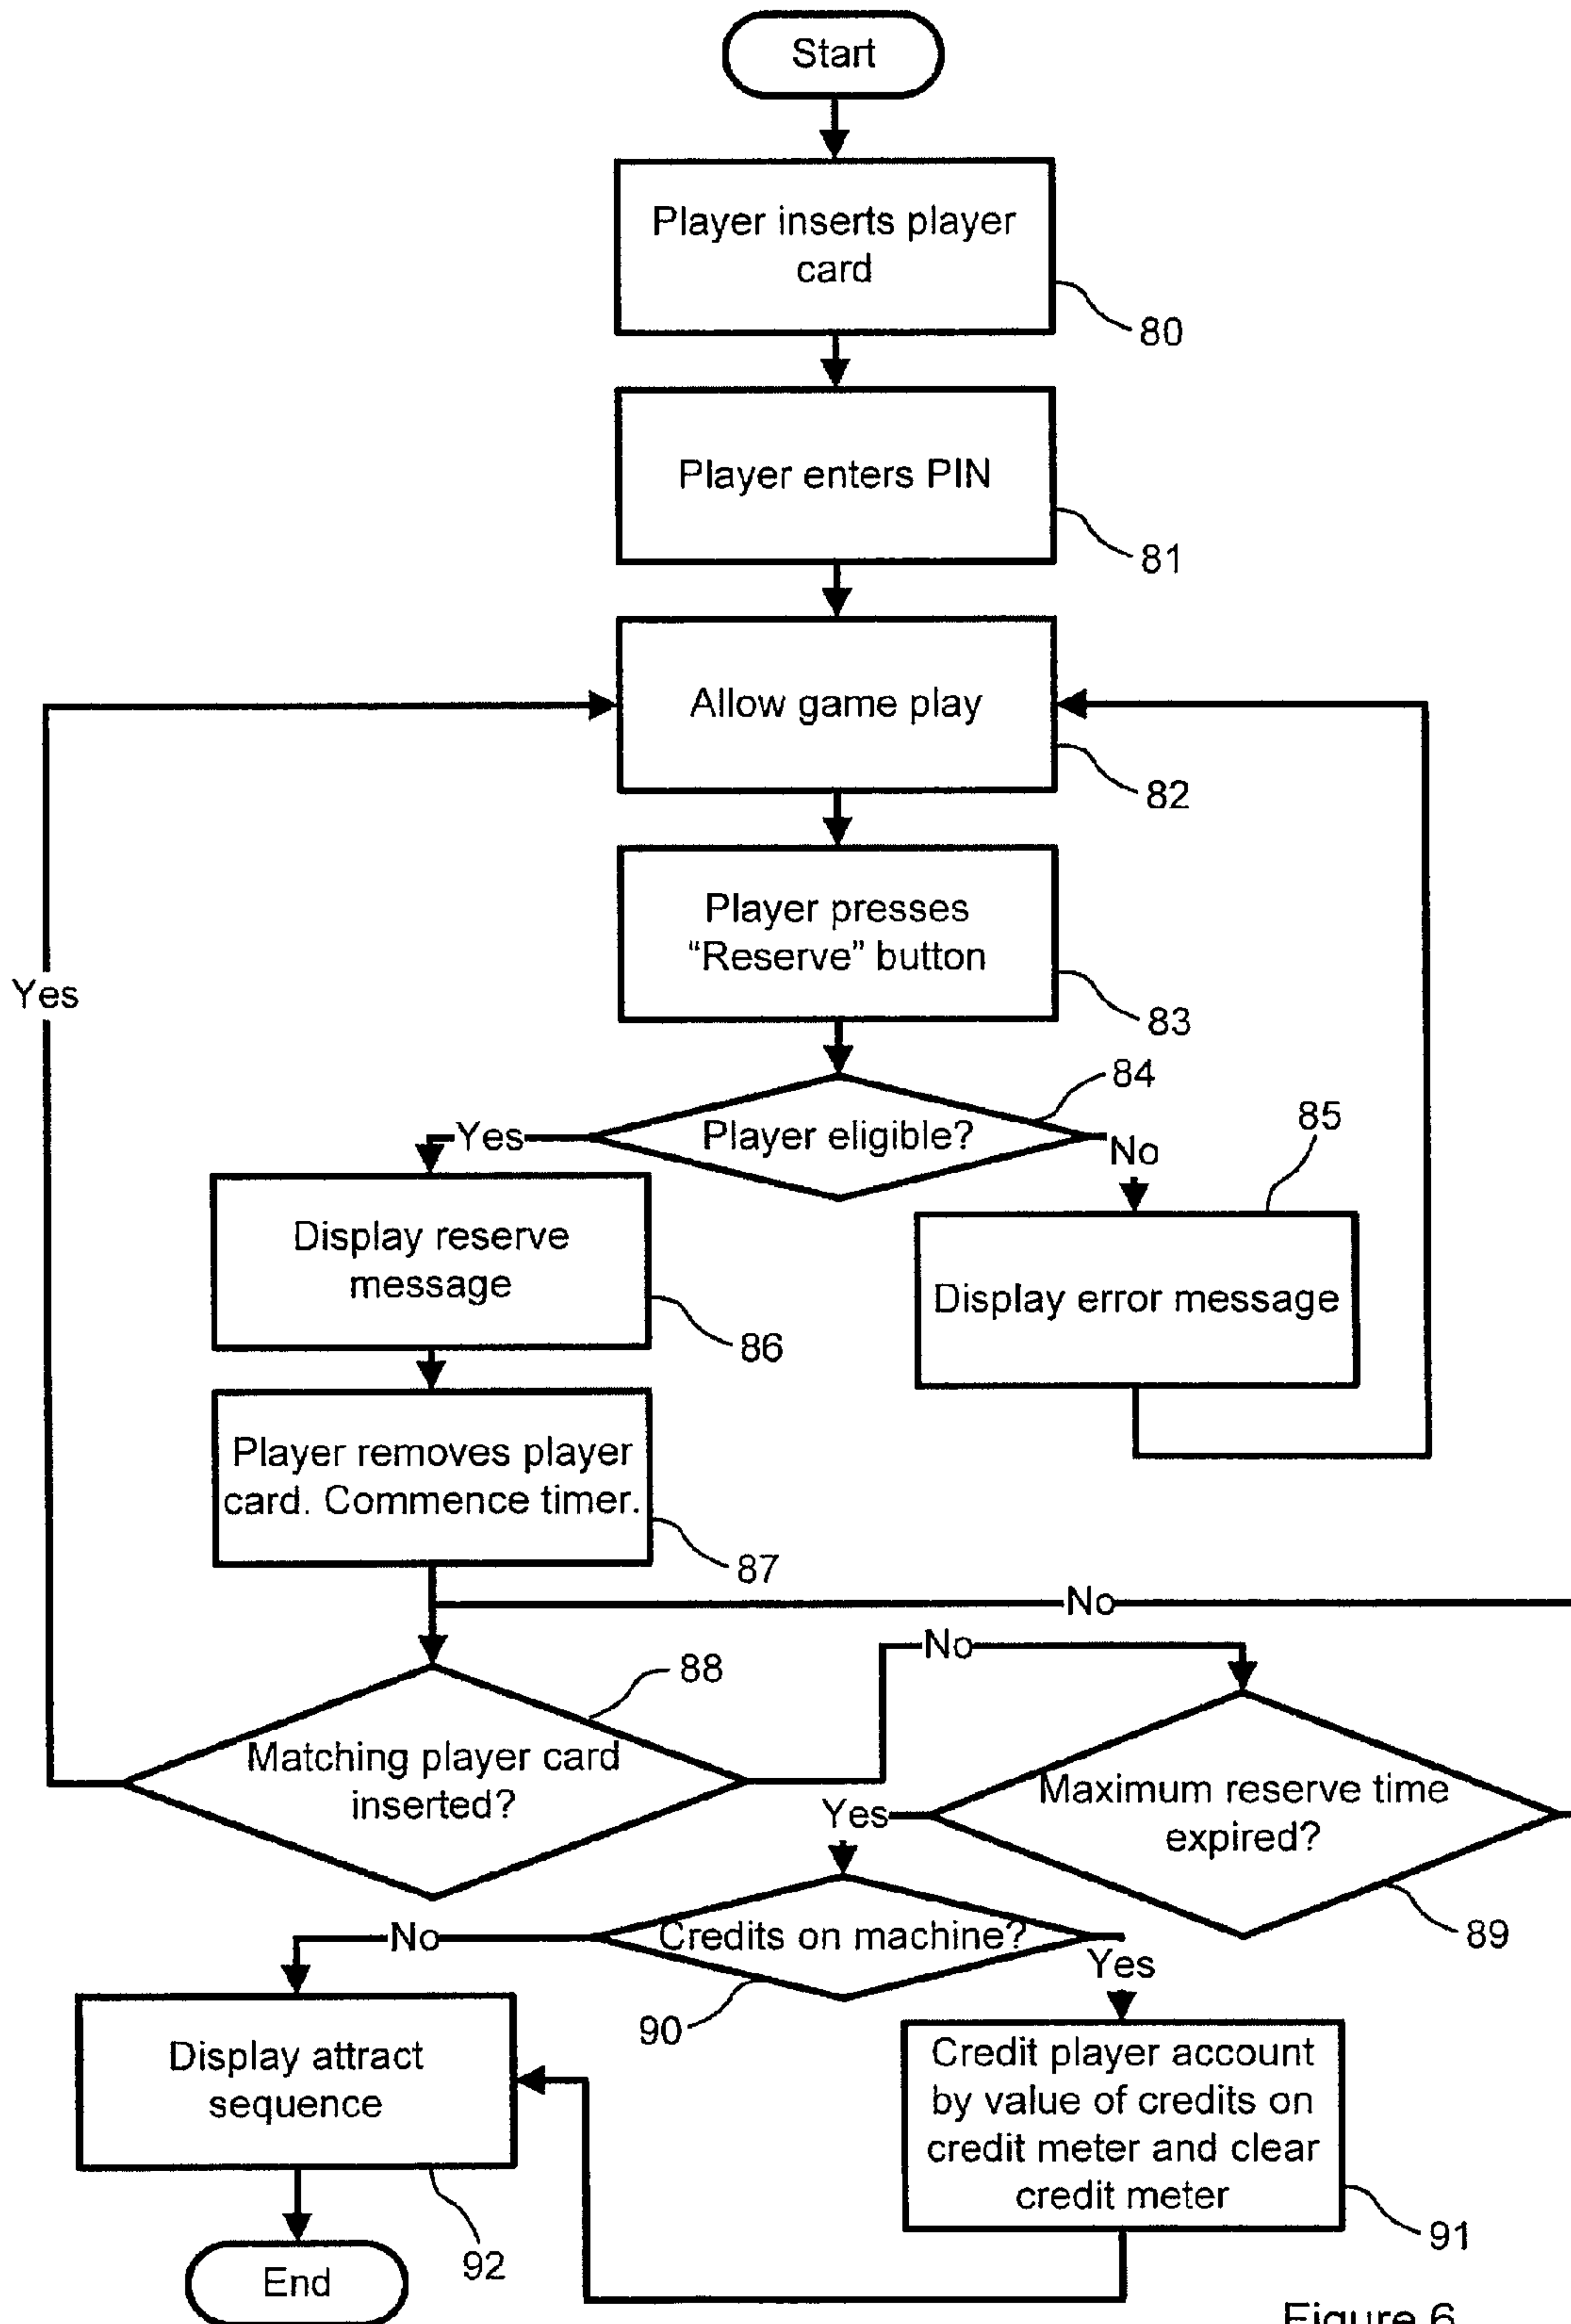 Start
Player inserts player
card
80
Player enters PIN
81
Allow game play
82
Player presses
“Reserve” button
83
Yes
84
Player eligible?
Yes
No
85
Display reserve
message
86
Display error message
Player removes player
card. Commence timer.
87
No
No
88
Matching player card
inserted?
Maximum reserve time
expired?
89
Yes
Credits on machine?
No
Yes
90
Display attract
sequence
92
Credit player account
by value of credits on
credit meter and clear
credit meter
91
End
Figure 6